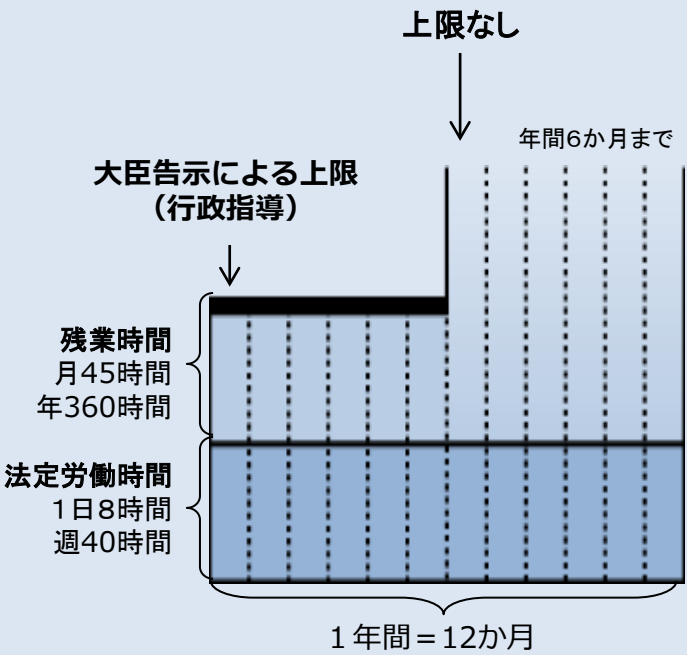 上限なし
年間6か月まで
大臣告示による上限
（行政指導）
残業時間
月45時間
年360時間
法定労働時間
1日8時間
週40時間
１年間＝12か月